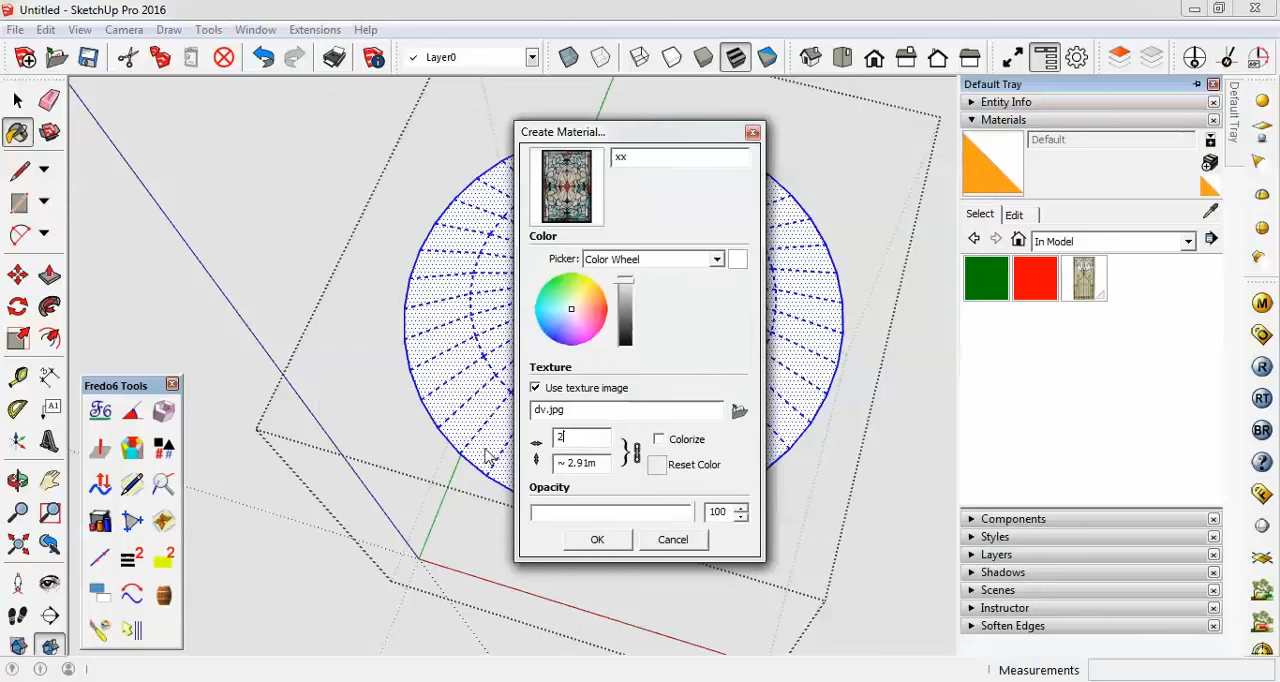 Untitled - SketchUp Pro 2016
File Edit View Camera Draw Tools Window Extensions Help
Layer0
Default Tray
Entity Info
Materials
Default
Select Edit
In Model
Components
Styles
Layers
Shadows
Scenes
Instructor
Soften Edges
Default Tray
Create Material...
xx
Color
Picker: Color Wheel
Texture
Use texture image
dv.jpg
2
~ 2.91m
Colorize
Reset Color
Opacity
100
OK Cancel
Fredo6 Tools
A1
M
R
RT
BR
Measurements